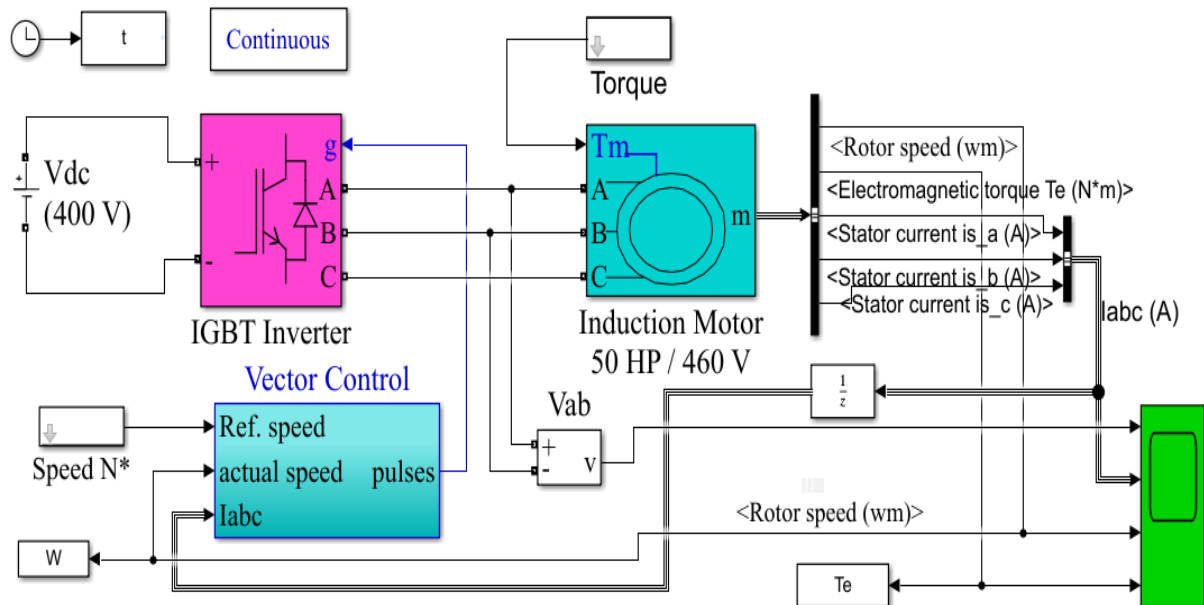 t
Continuous
Torque
Vdc
(400 V)
+
-
g
A
B
C
IGBT Inverter
Tm
A
B
C
m
Induction Motor
50 HP / 460 V
<Rotor speed (wm)>
<Electromagnetic torque Te (N*m)>
<Stator current is_a (A)>
<Stator current is_b (A)>
<Stator current is_c (A)>
Iabc (A)
Vector Control
Ref. speed
actual speed
pulses
Iabc
Speed N*
Vab
+
-
v
1
z
<Rotor speed (wm)>
W
Te